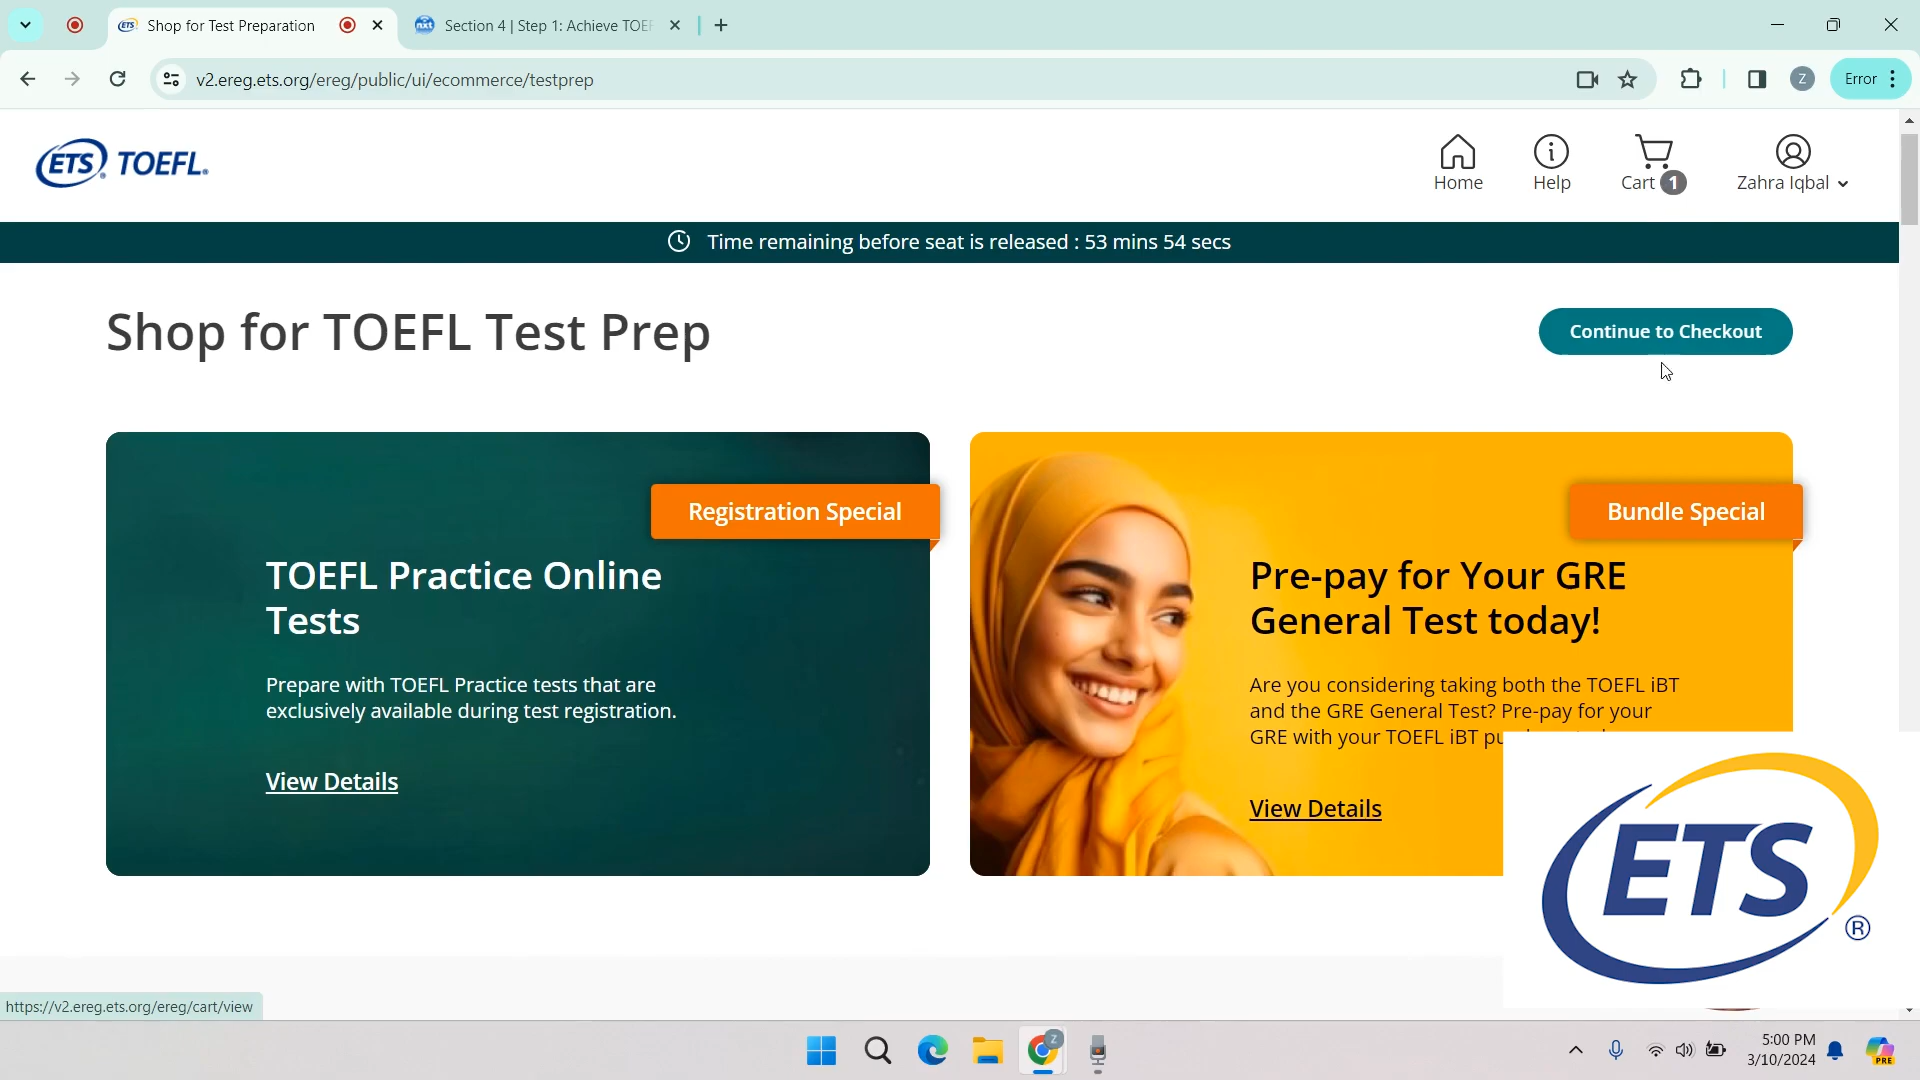 Shop for Test Preparation
Section 4 | Step 1: Achieve TOEF
v2.ereg.ets.org/ereg/public/ui/ecommerce/testprep
Z
Error
ETS® TOEFL®
Home
Help
Cart 1
Zahra Iqbal
Time remaining before seat is released : 53 mins 54 secs
Shop for TOEFL Test Prep
Continue to Checkout
Registration Special
TOEFL Practice Online
Tests
Prepare with TOEFL Practice tests that are
exclusively available during test registration.
View Details
Bundle Special
Pre-pay for Your GRE
General Test today!
Are you considering taking both the TOEFL iBT
and the GRE General Test? Pre-pay for your
GRE with your TOEFL iBT
View Details
ETS®
https://v2.ereg.ets.org/ereg/cart/view
Z
5:00 PM
3/10/2024
PRE